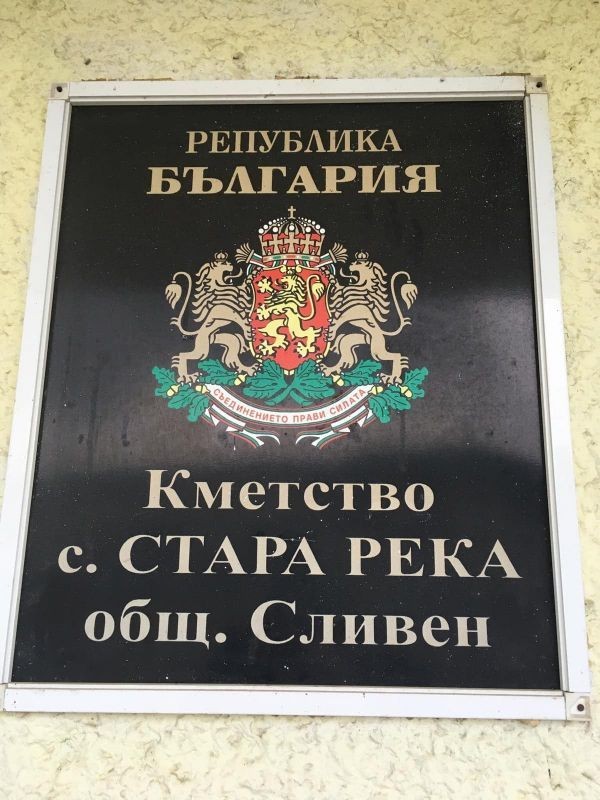 РЕПУБЛИКА
БЪЛГАРИЯ
СЪЕДИНЕНИЕТО ПРАВИ СИЛАТА
Кметство
с. СТАРА РЕКА
общ. Сливен